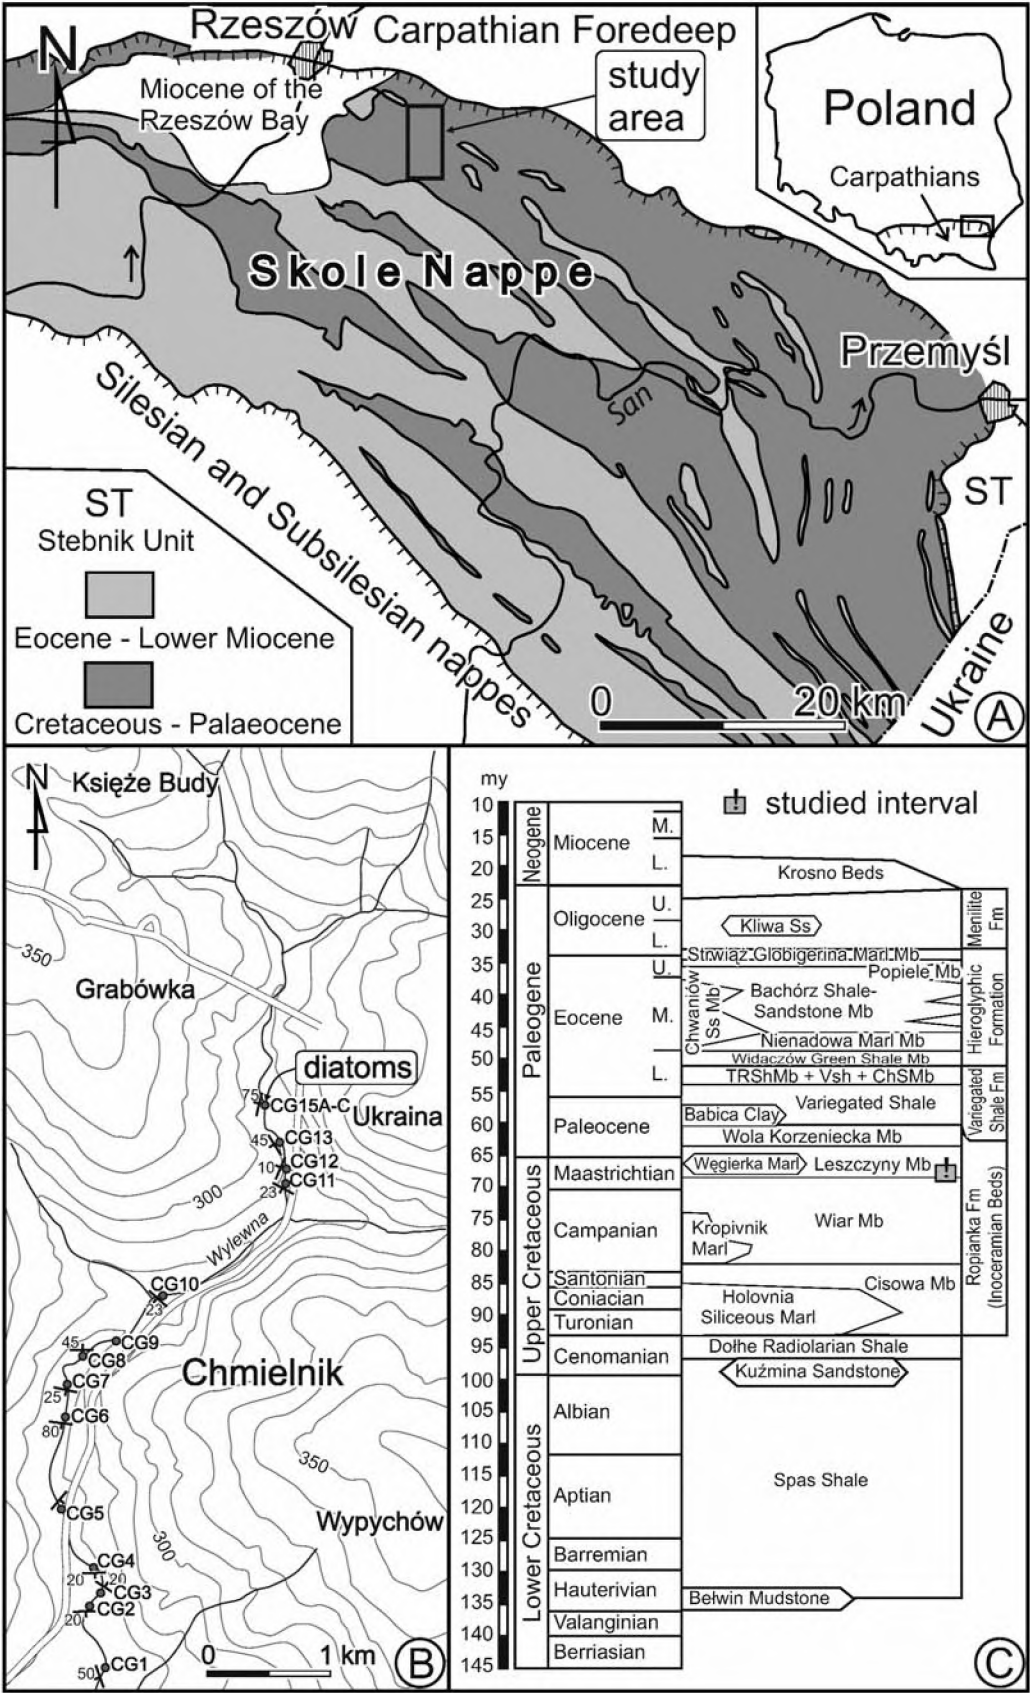 Rzeszów
Carpathian Foredeep
N
Miocene of the
Rzeszów Bay
study
area
Poland
Carpathians
Skole Nappe
San
Przemyśl
ST
Silesian and Subsilesian nappes
Ukraine
ST
Stebnik Unit
Eocene - Lower Miocene
Cretaceous - Palaeocene
0
20 km
A
N
Księże Budy
350
Grabówka
diatoms
75
CG15A-C
Ukraina
45
CG13
10
CG12
23
CG11
300
Wylewna
CG10
23
CG9
45
CG8
CG7
25
CG6
80
Chmielnik
350
CG5
Wypychów
300
CG4
20
20
CG3
CG2
20
CG1
50
0
1 km
B
my
10
15
20
25
30
35
40
45
50
55
60
65
70
75
80
85
90
95
100
105
110
115
120
125
130
135
140
145
Neogene
Paleogene
Upper Cretaceous
Lower Cretaceous
Miocene
M.
L.
Oligocene
U.
L.
Eocene
U.
M.
L.
Paleocene
Maastrichtian
Campanian
Santonian
Coniacian
Turonian
Cenomanian
Albian
Aptian
Barremian
Hauterivian
Valanginian
Berriasian
studied interval
Krosno Beds
Kliwa Ss
Strwiąż Globigerina Marl Mb
Popiele Mb
Chwaniów
Ss Mb
Bachórz Shale-
Sandstone Mb
Nienadowa Marl Mb
Widaczów Green Shale Mb
TRShMb + Vsh + ChSMb
Variegated Shale
Babica Clay
Wola Korzeniecka Mb
Węgierka Marl
Leszczyny Mb
Wiar Mb
Kropivnik
Marl
Cisowa Mb
Holovnia
Siliceous Marl
Dołhe Radiolarian Shale
Kuźmina Sandstone
Spas Shale
Bełwin Mudstone
Menilite
Fm
Hieroglyphic
Formation
Variegated
Shale Fm
Ropianka Fm
(Inoceramian Beds)
C